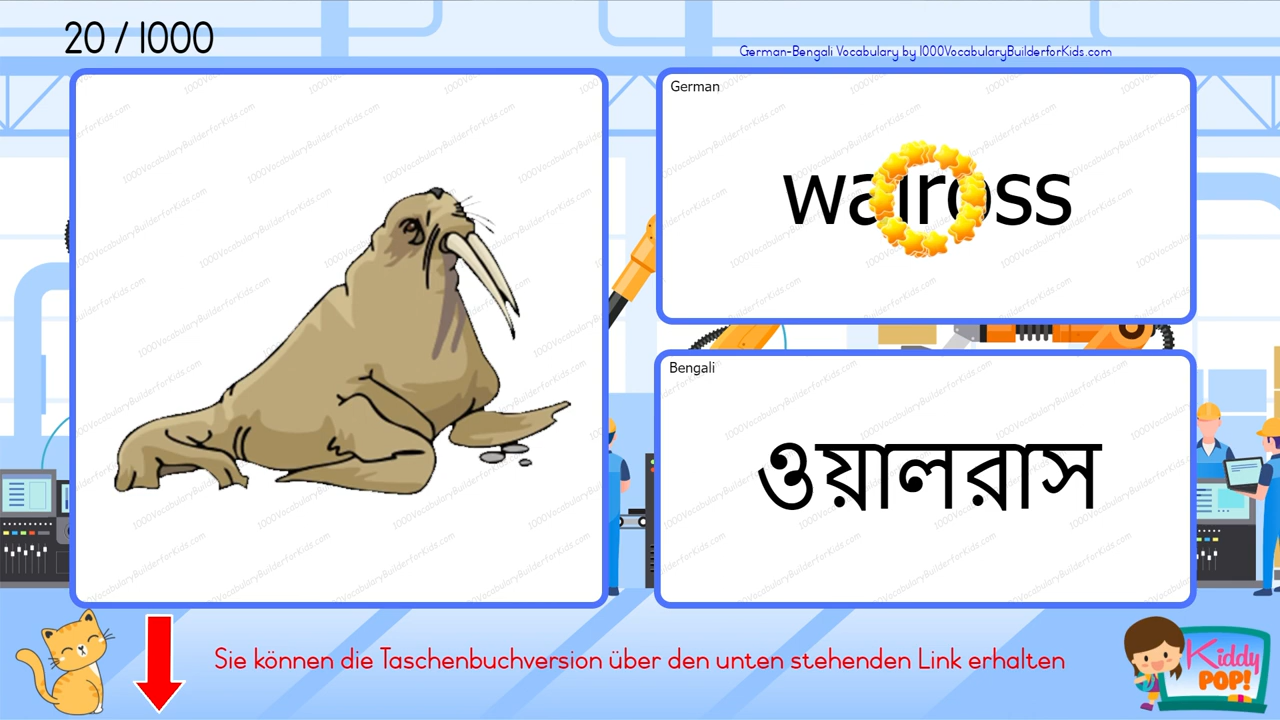 20 / 1000
German-Bengali Vocabulary by 1000VocabularyBuilderforKids.com
German
walross
Bengali
ওয়ালরাস
Sie können die Taschenbuchversion über den unten stehenden Link erhalten
Kiddy
POP!